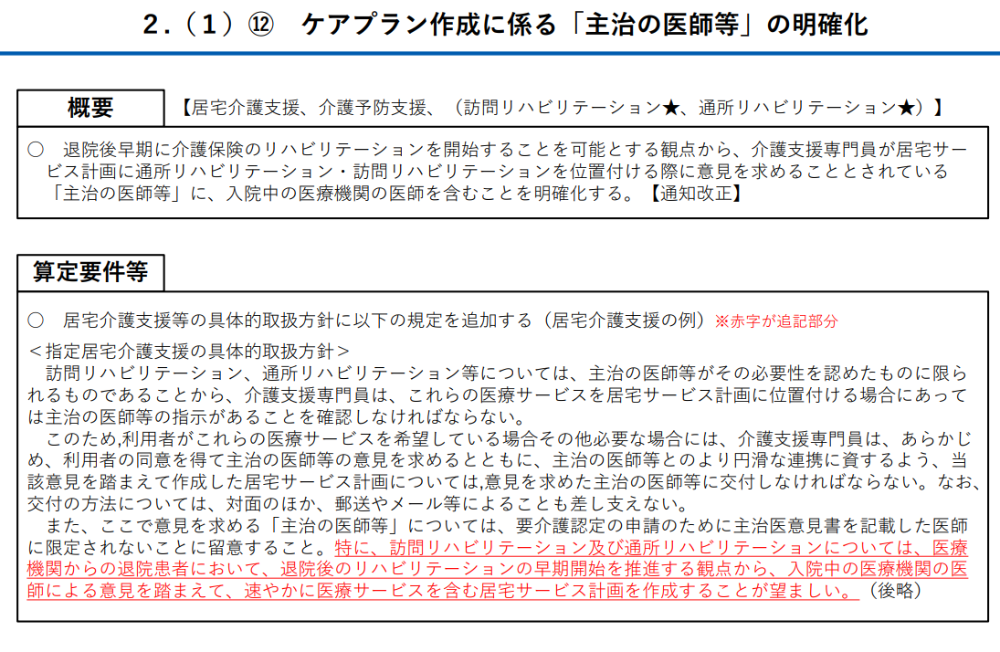 ２．（１）⑫　ケアプラン作成に係る「主治の医師等」の明確化
概要
【居宅介護支援、介護予防支援、（訪問リハビリテーション★、通所リハビリテーション★）】
○　退院後早期に介護保険のリハビリテーションを開始することを可能とする観点から、介護支援専門員が居宅サー
ビス計画に通所リハビリテーション・訪問リハビリテーションを位置付ける際に意見を求めることとされている
「主治の医師等」に、入院中の医療機関の医師を含むことを明確化する。【通知改正】
算定要件等
○　居宅介護支援等の具体的取扱方針に以下の規定を追加する（居宅介護支援の例）※赤字が追記部分
＜指定居宅介護支援の具体的取扱方針＞
　訪問リハビリテーション、通所リハビリテーション等については、主治の医師等がその必要性を認めたものに限ら
れるものであることから、介護支援専門員は、これらの医療サービスを居宅サービス計画に位置付ける場合にあって
は主治の医師等の指示があることを確認しなければならない。
　このため,利用者がこれらの医療サービスを希望している場合その他必要な場合には、介護支援専門員は、あらかじ
め、利用者の同意を得て主治の医師等の意見を求めるとともに、主治の医師等とのより円滑な連携に資するよう、当
該意見を踏まえて作成した居宅サービス計画については,意見を求めた主治の医師等に交付しなければならない。なお、
交付の方法については、対面のほか、郵送やメール等によることも差し支えない。
　また、ここで意見を求める「主治の医師等」については、要介護認定の申請のために主治医意見書を記載した医師
に限定されないことに留意すること。特に、訪問リハビリテーション及び通所リハビリテーションについては、医療
機関からの退院患者において、退院後のリハビリテーションの早期開始を推進する観点から、入院中の医療機関の医
師による意見を踏まえて、速やかに医療サービスを含む居宅サービス計画を作成することが望ましい。（後略）